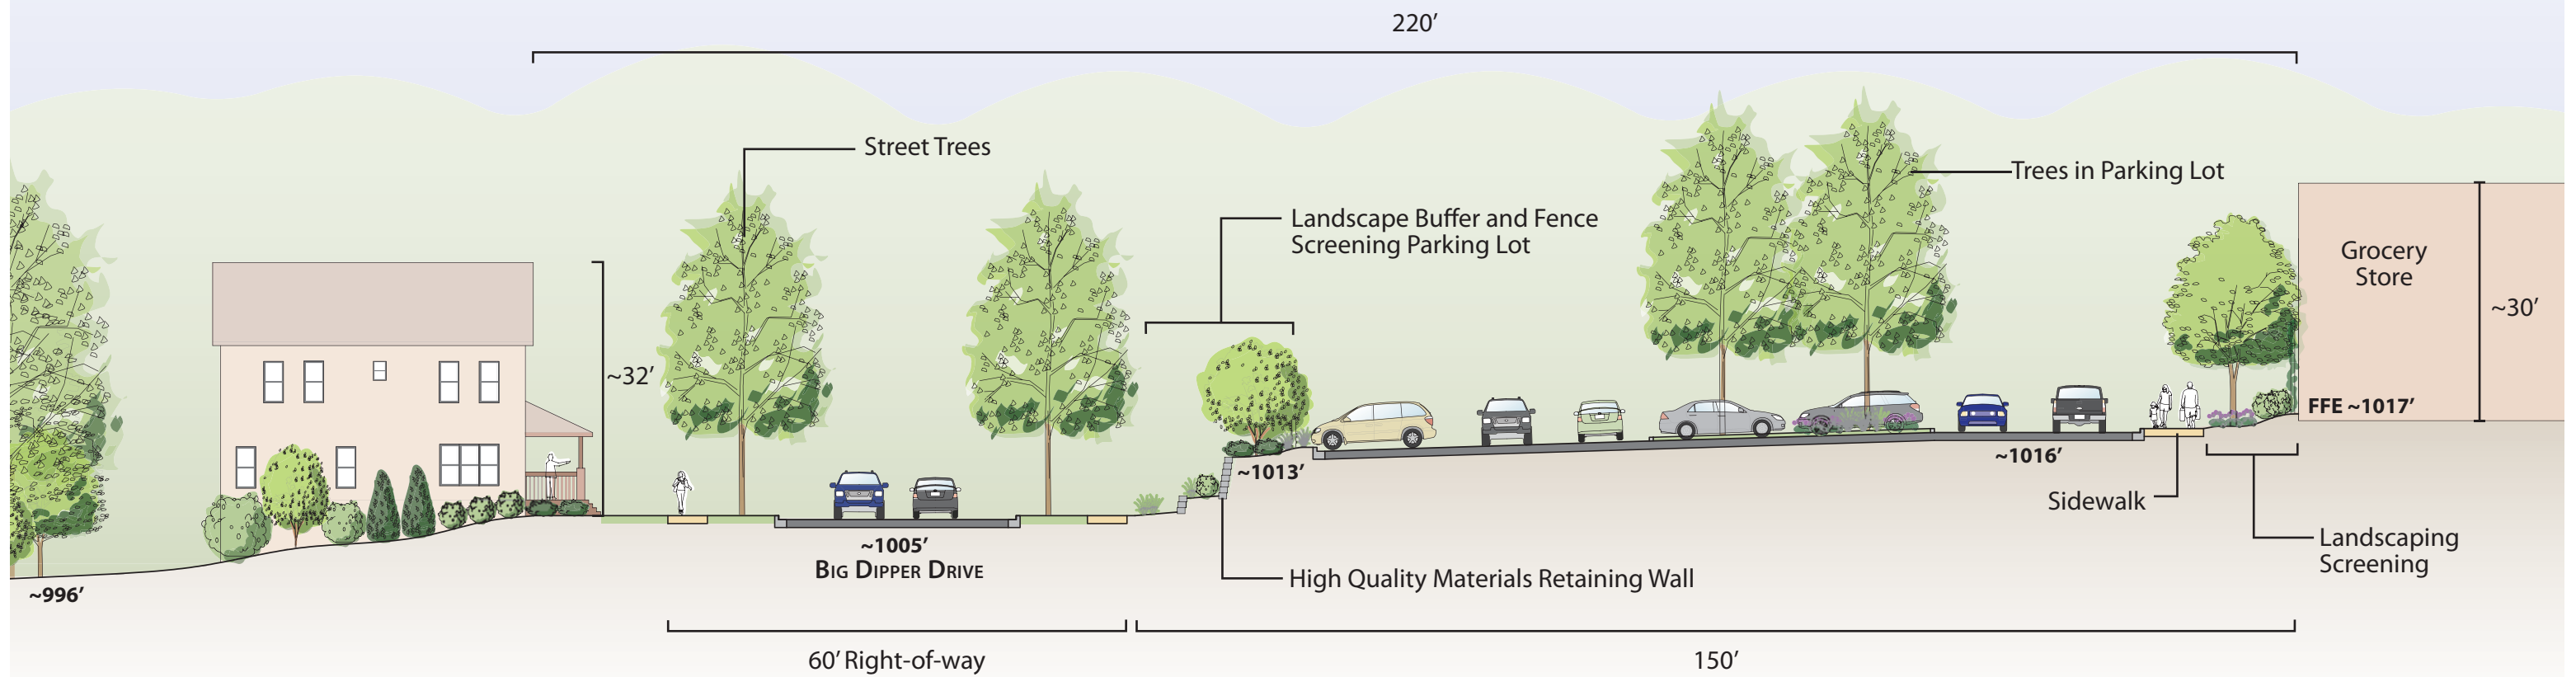 220’
Street Trees
Trees in Parking Lot
Landscape Buffer and Fence
Screening Parking Lot
Grocery
Store
~30’
~32’
FFE ~1017’
~1013’
~1016’
Sidewalk
~1005’
Big Dipper Drive
High Quality Materials Retaining Wall
Landscaping
Screening
~996’
60’ Right-of-way
150’